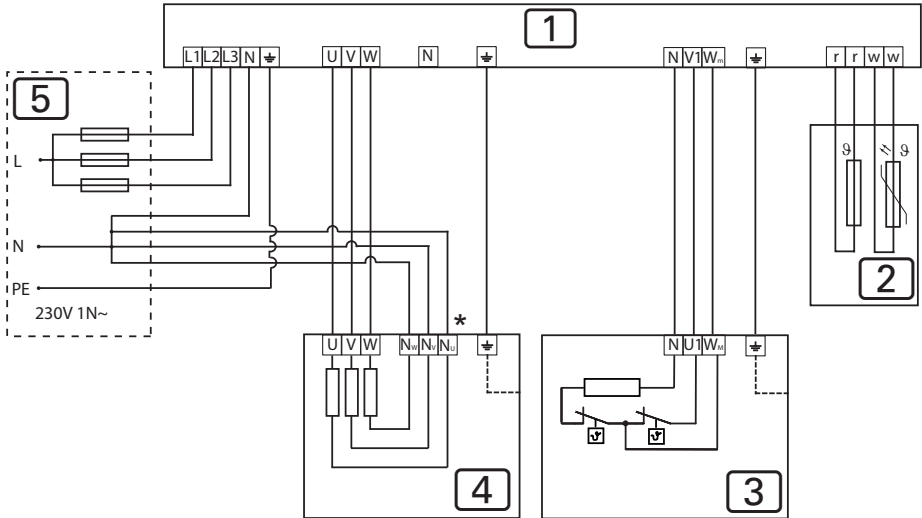 1
L1 L2 L3 N ⏚ U V W N ⏚ N V1 Wm ⏚ r r w w
5
L
ϑ ϑ
N
2
PE
230V 1N~
*
U V W NW NV NU ⏚ N U1 WM ⏚
ϑ ϑ
4 3